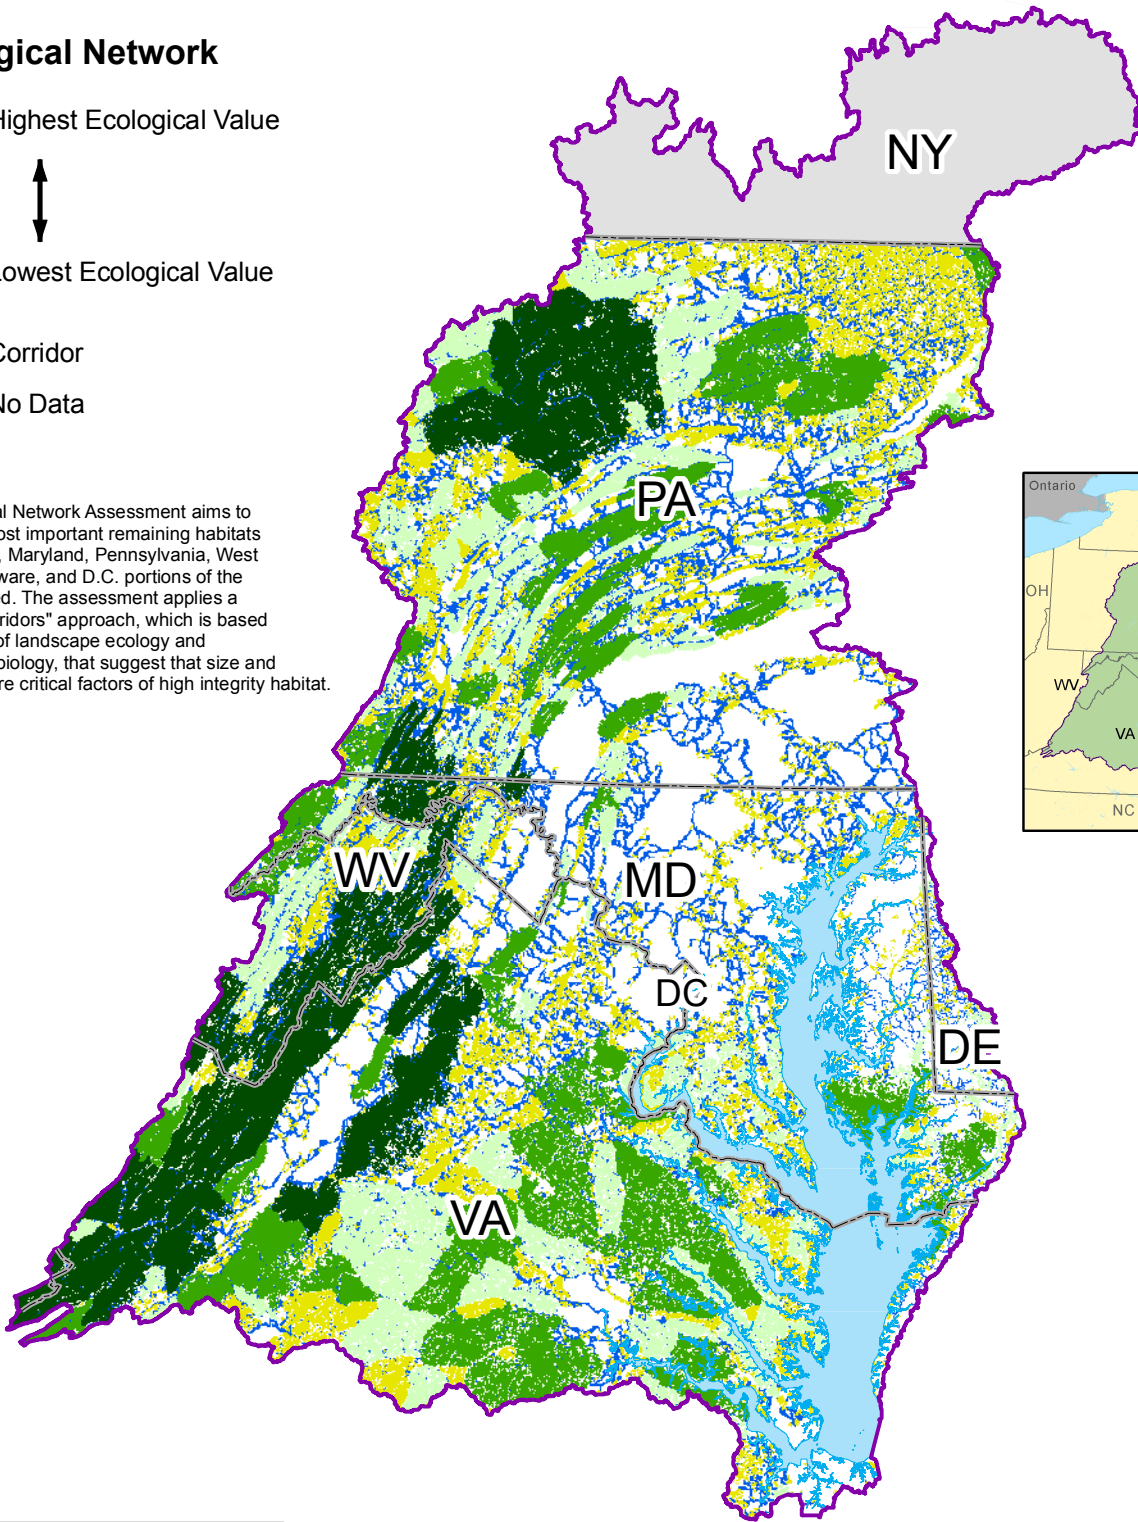 gical Network
Highest Ecological Value
Lowest Ecological Value
Corridor
No Data
al Network Assessment aims to
ost important remaining habitats
, Maryland, Pennsylvania, West
ware, and D.C. portions of the
ed. The assessment applies a
ridors" approach, which is based
of landscape ecology and
biology, that suggest that size and
re critical factors of high integrity habitat.
NY
PA
WV
MD
DC
DE
VA
Ontario
OH
WV
VA
NC